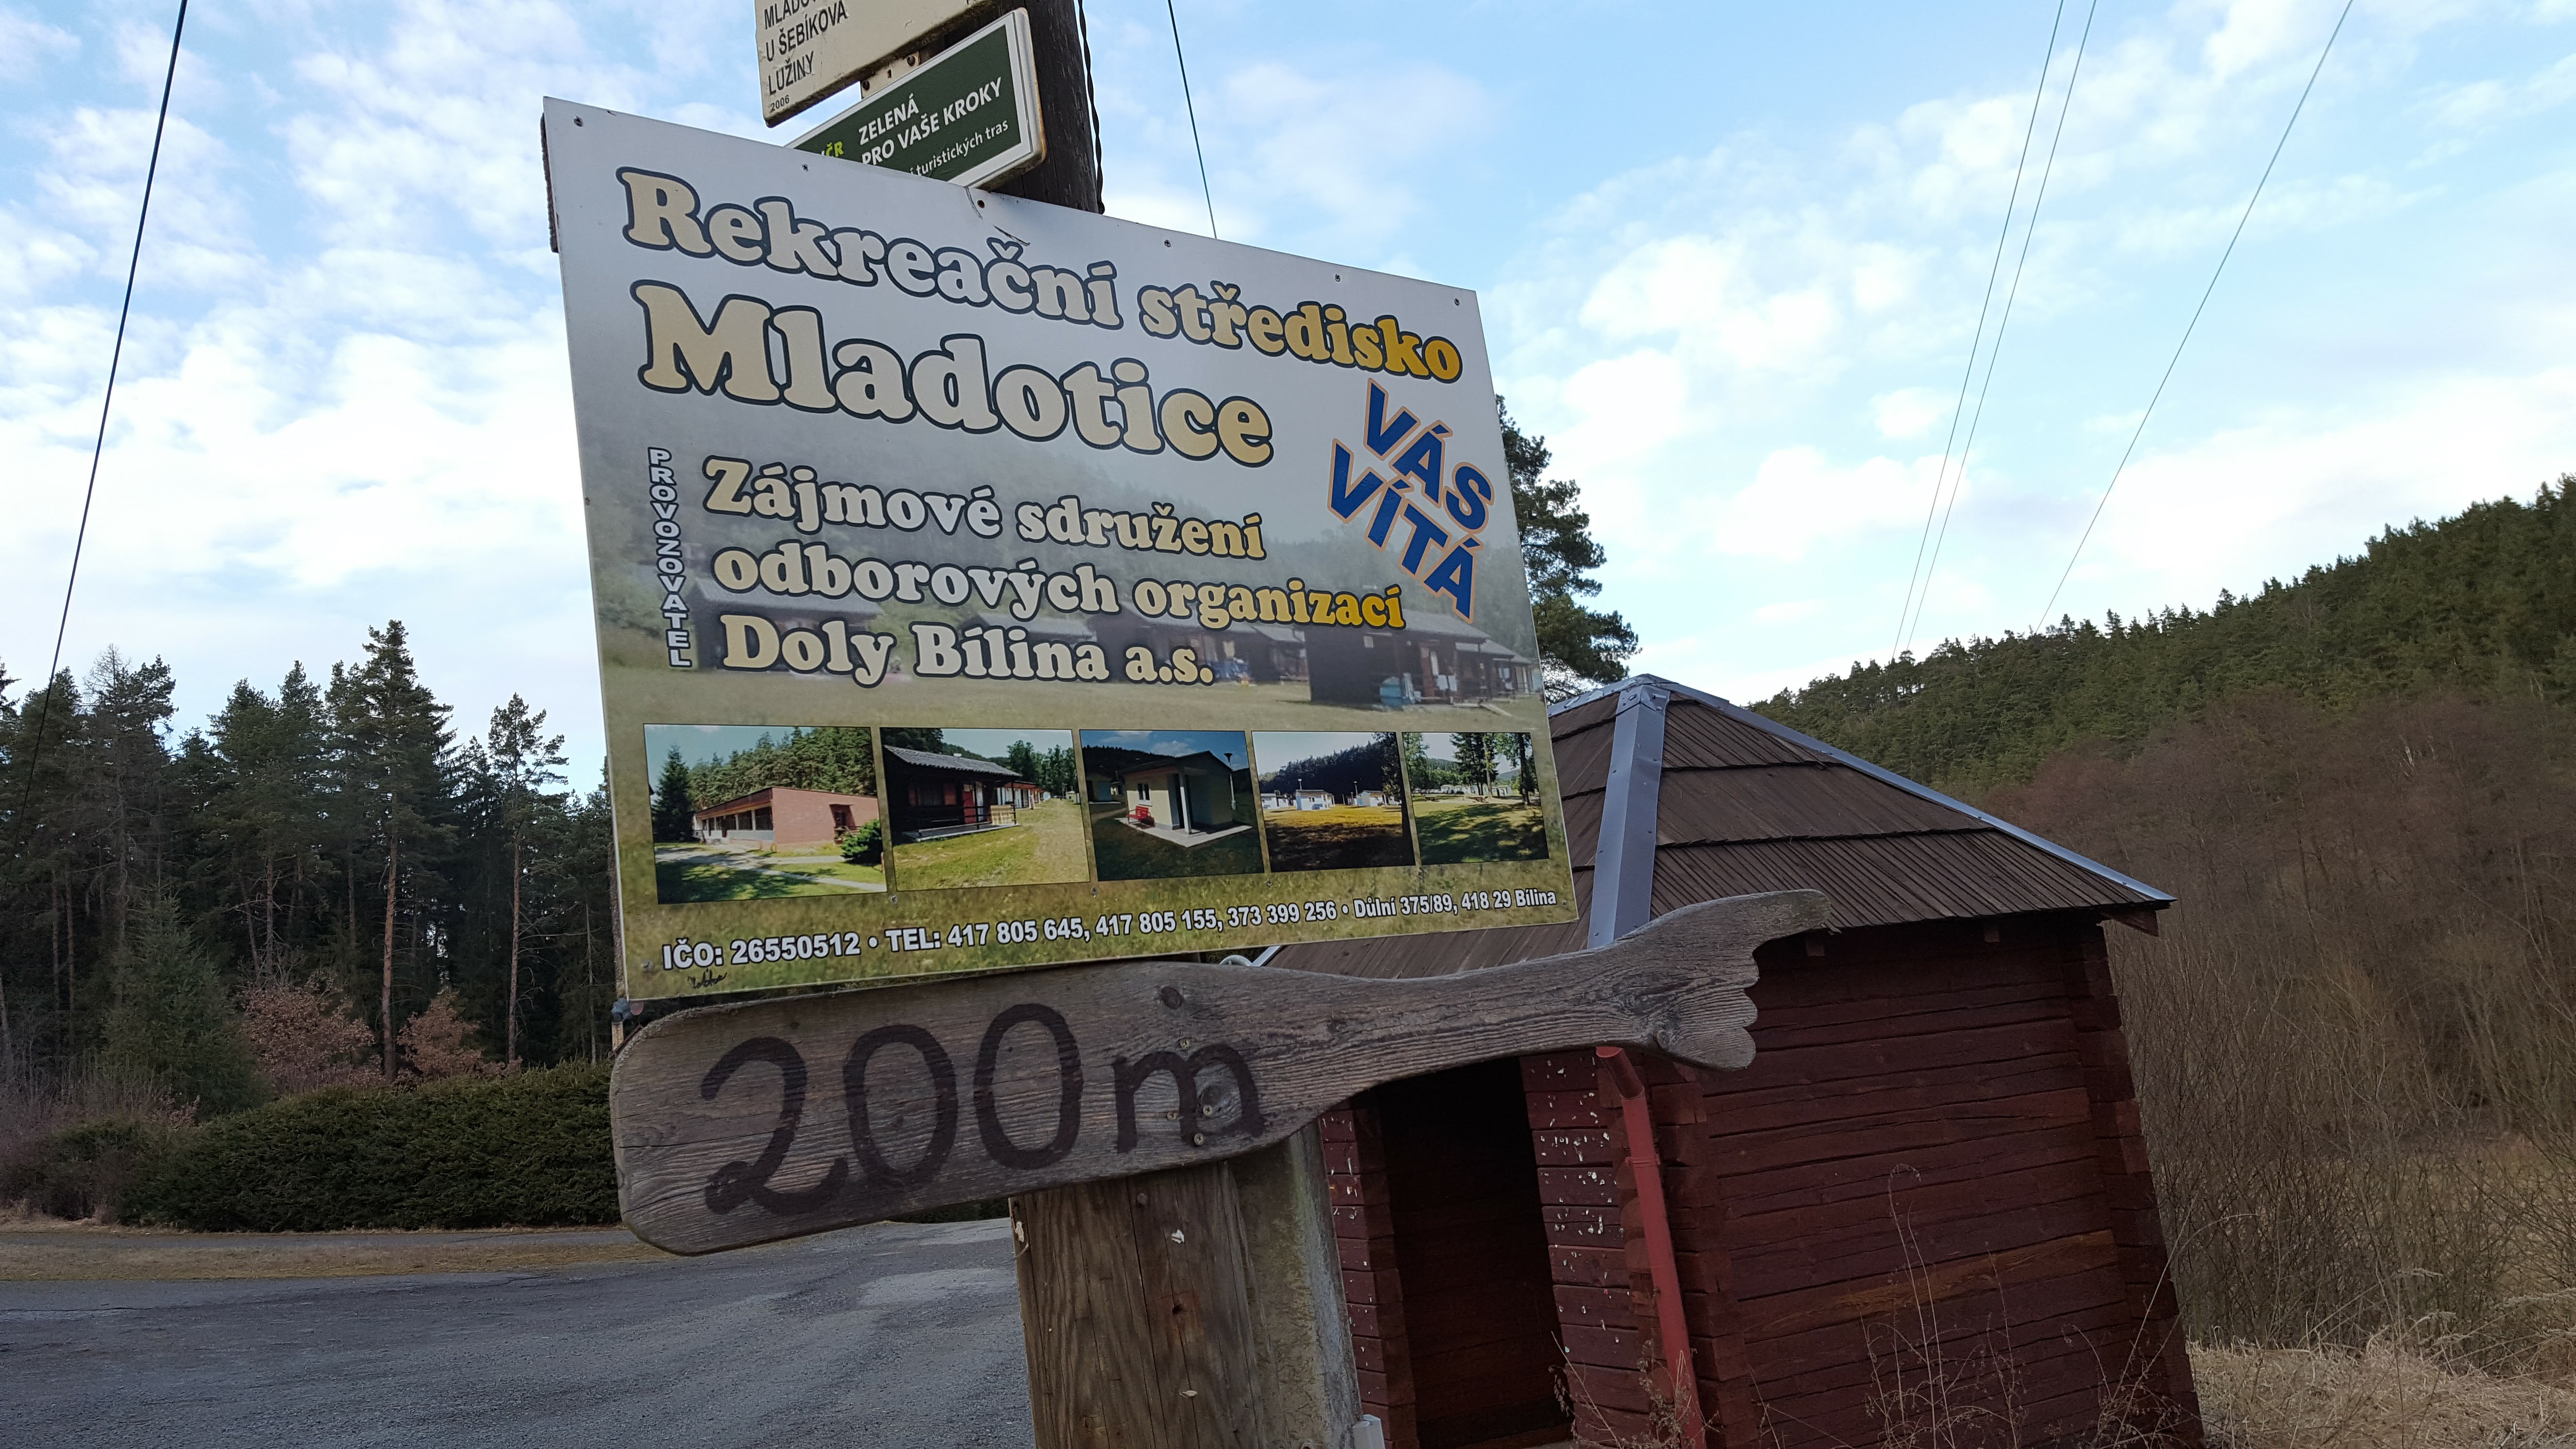 U ŠEBÍKOVA
LUŽINY
2006
ZELENÁ
PRO VAŠE KROKY
turistických tras
Rekreační středisko
Mladotice
VÁS
VÍTÁ
PROVOZOVATEL
Zájmové sdružení
odborových organizací
Doly Bílina a.s.
IČO: 26550512 • TEL: 417 805 645, 417 805 155, 373 399 256 • Důlní 375/89, 418 29 Bílina
200m